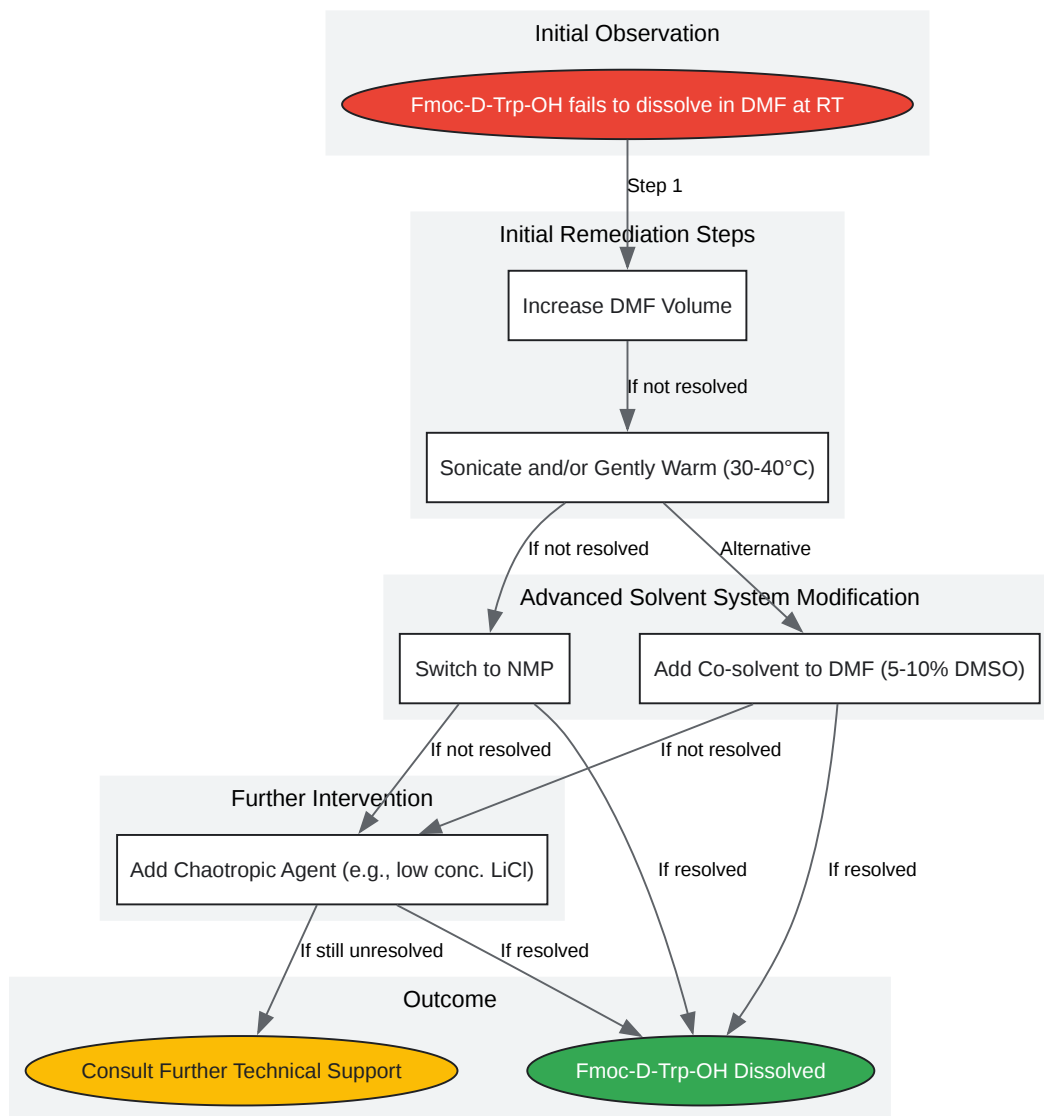 Initial Observation
Fmoc-D-Trp-OH fails to dissolve in DMF at RT
Step 1
Initial Remediation Steps
Increase DMF Volume
If not resolved
Sonicate and/or Gently Warm (30-40°C)
If not resolved
Alternative
Advanced Solvent System Modification
Switch to NMP
Add Co-solvent to DMF (5-10% DMSO)
If not resolved
If not resolved
Further Intervention
Add Chaotropic Agent (e.g., low conc. LiCl)
If resolved
If resolved
If still unresolved
If resolved
Outcome
Consult Further Technical Support
Fmoc-D-Trp-OH Dissolved